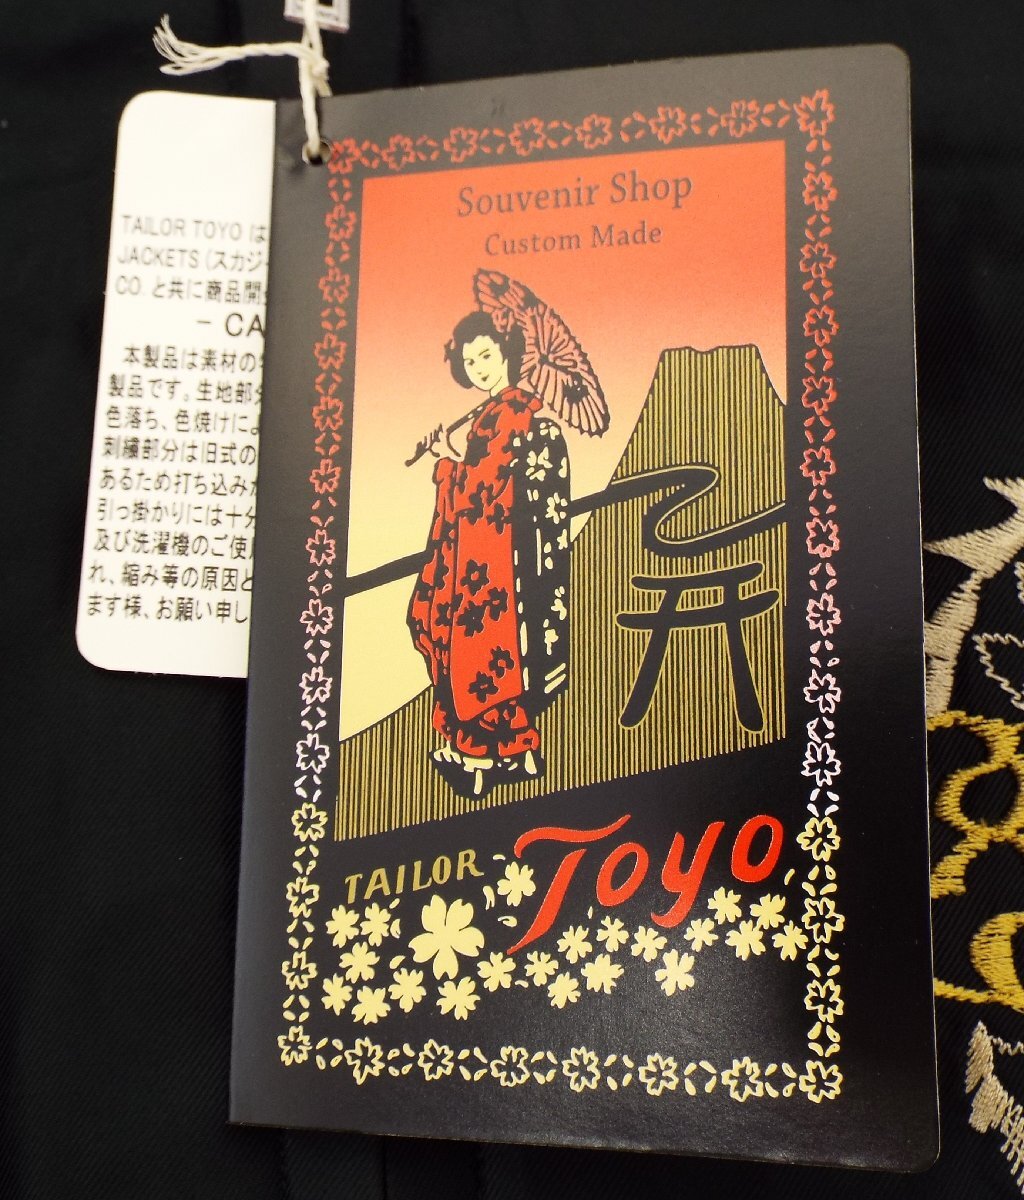 Souvenir Shop
Custom Made
TAILOR Toyo
TAILOR TOYO は
JACKETS (スカジ
CO. と共に商品開
- CA
本製品は素材の
製品です。生地部分
色落ち、色焼けによ
刺繍部分は旧式の
あるため打ち込みが
引っ掛かりには十分
及び洗濯機のご使用
れ、縮み等の原因と
ます様、お願い申し